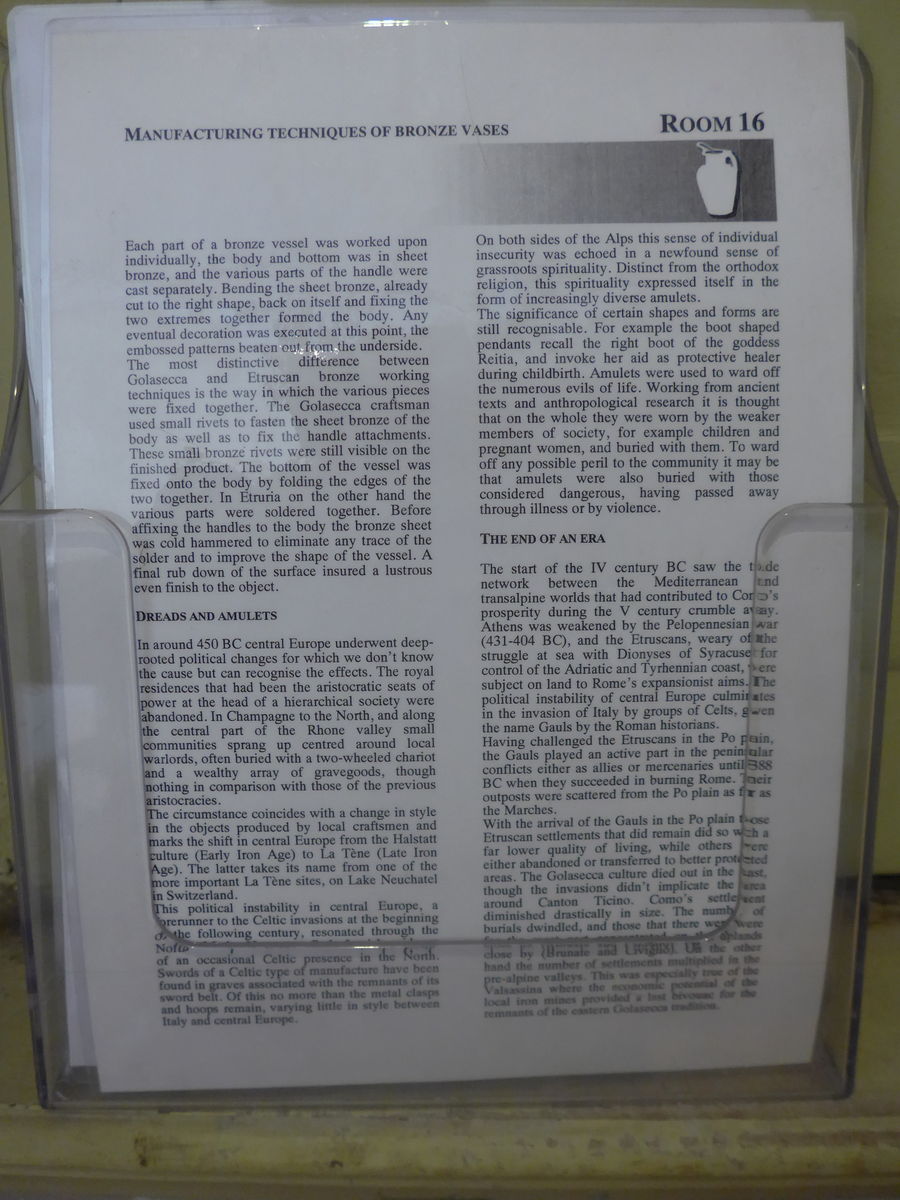 MANUFACTURING TECHNIQUES OF BRONZE VASES
ROOM 16
Each part of a bronze vessel was worked upon
individually, the body and bottom was in sheet
bronze, and the various parts of the handle were
cast separately. Bending the sheet bronze, already
cut to the right shape, back on itself and fixing the
two extremes together formed the body. Any
eventual decoration was executed at this point, the
embossed patterns beaten out from the underside.
The most distinctive difference between
Golasecca and Etruscan bronze working
techniques is the way in which the various pieces
were fixed together. The Golasecca craftsman
used small rivets to fasten the sheet bronze of the
body as well as to fix the handle attachments.
These small bronze rivets were still visible on the
finished product. The bottom of the vessel was
fixed onto the body by folding the edges of the
two together. In Etruria on the other hand the
various parts were soldered together. Before
affixing the handles to the body the bronze sheet
was cold hammered to eliminate any trace of the
solder and to improve the shape of the vessel. A
final rub down of the surface insured a lustrous
even finish to the object.
DREADS AND AMULETS
In around 450 BC central Europe underwent deep-
rooted political changes for which we don't know
the cause but can recognise the effects. The royal
residences that had been the aristocratic seats of
power at the head of a hierarchical society were
abandoned. In Champagne to the North, and along
the central part of the Rhone valley small
communities sprang up centred around local
warlords, often buried with a two-wheeled chariot
and a wealthy array of gravegoods, though
nothing in comparison with those of the previous
aristocracies.
The circumstance coincides with a change in style
in the objects produced by local craftsmen and
marks the shift in central Europe from the Halstatt
culture (Early Iron Age) to La Tène (Late Iron
Age). The latter takes its name from one of the
more important La Tène sites, on Lake Neuchatel
in Switzerland.
This political instability in central Europe, a
forerunner to the Celtic invasions at the beginning
of the following century, resonated through the
of an occasional Celtic presence in the North.
Swords of a Celtic type of manufacture have been
found in graves associated with the remnants of its
sword belt. Of this no more than the metal clasps
and hoops remain, varying little in style between
Italy and central Europe.
On both sides of the Alps this sense of individual
insecurity was echoed in a newfound sense of
grassroots spirituality. Distinct from the orthodox
religion, this spirituality expressed itself in the
form of increasingly diverse amulets.
The significance of certain shapes and forms are
still recognisable. For example the boot shaped
pendants recall the right boot of the goddess
Reitia, and invoke her aid as protective healer
during childbirth. Amulets were used to ward off
the numerous evils of life. Working from ancient
texts and anthropological research it is thought
that on the whole they were worn by the weaker
members of society, for example children and
pregnant women, and buried with them. To ward
off any possible peril to the community it may be
that amulets were also buried with those
considered dangerous, having passed away
through illness or by violence.
THE END OF AN ERA
The start of the IV century BC saw the trade
network between the Mediterranean and
transalpine worlds that had contributed to Como's
prosperity during the V century crumble away.
Athens was weakened by the Pelopennesian war
(431-404 BC), and the Etruscans, weary of the
struggle at sea with Dionyses of Syracuse for
control of the Adriatic and Tyrhennian coast, were
subject on land to Rome's expansionist aims. The
political instability of central Europe culminates
in the invasion of Italy by groups of Celts, given
the name Gauls by the Roman historians.
Having challenged the Etruscans in the Po plain,
the Gauls played an active part in the peninsular
conflicts either as allies or mercenaries until 388
BC when they succeeded in burning Rome. Their
outposts were scattered from the Po plain as far as
the Marches.
With the arrival of the Gauls in the Po plain those
Etruscan settlements that did remain did so with a
far lower quality of living, while others were
either abandoned or transferred to better protected
areas. The Golasecca culture died out in the East,
though the invasions didn't implicate the area
around Canton Ticino. Como's settlement
diminished drastically in size. The number of
burials dwindled, and those that there were were
close by (Brunate and Civiglio). On the other
hand the number of settlements multiplied in the
pre-alpine valleys. This was especially true of the
Valsassina where the economic potential of the
local iron mines provided a last bivouac for the
remnants of the eastern Golasecca tradition.